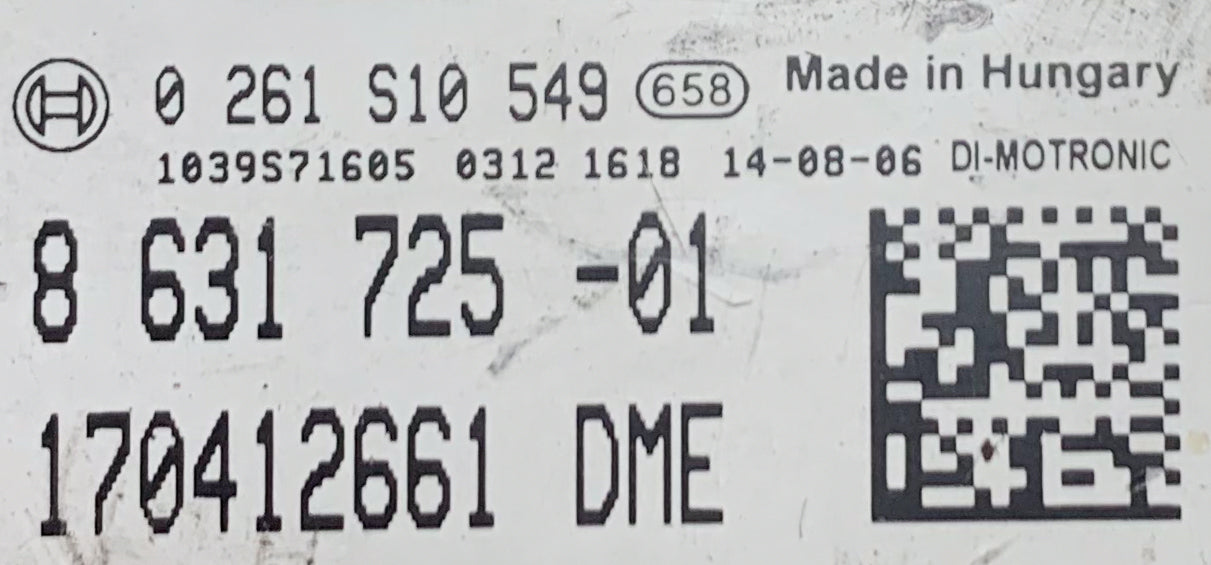 0 261 S10 549 658 Made in Hungary
1039S71605 0312 1618 14-08-06 DI-MOTRONIC
8 631 725 -01
170412661 DME